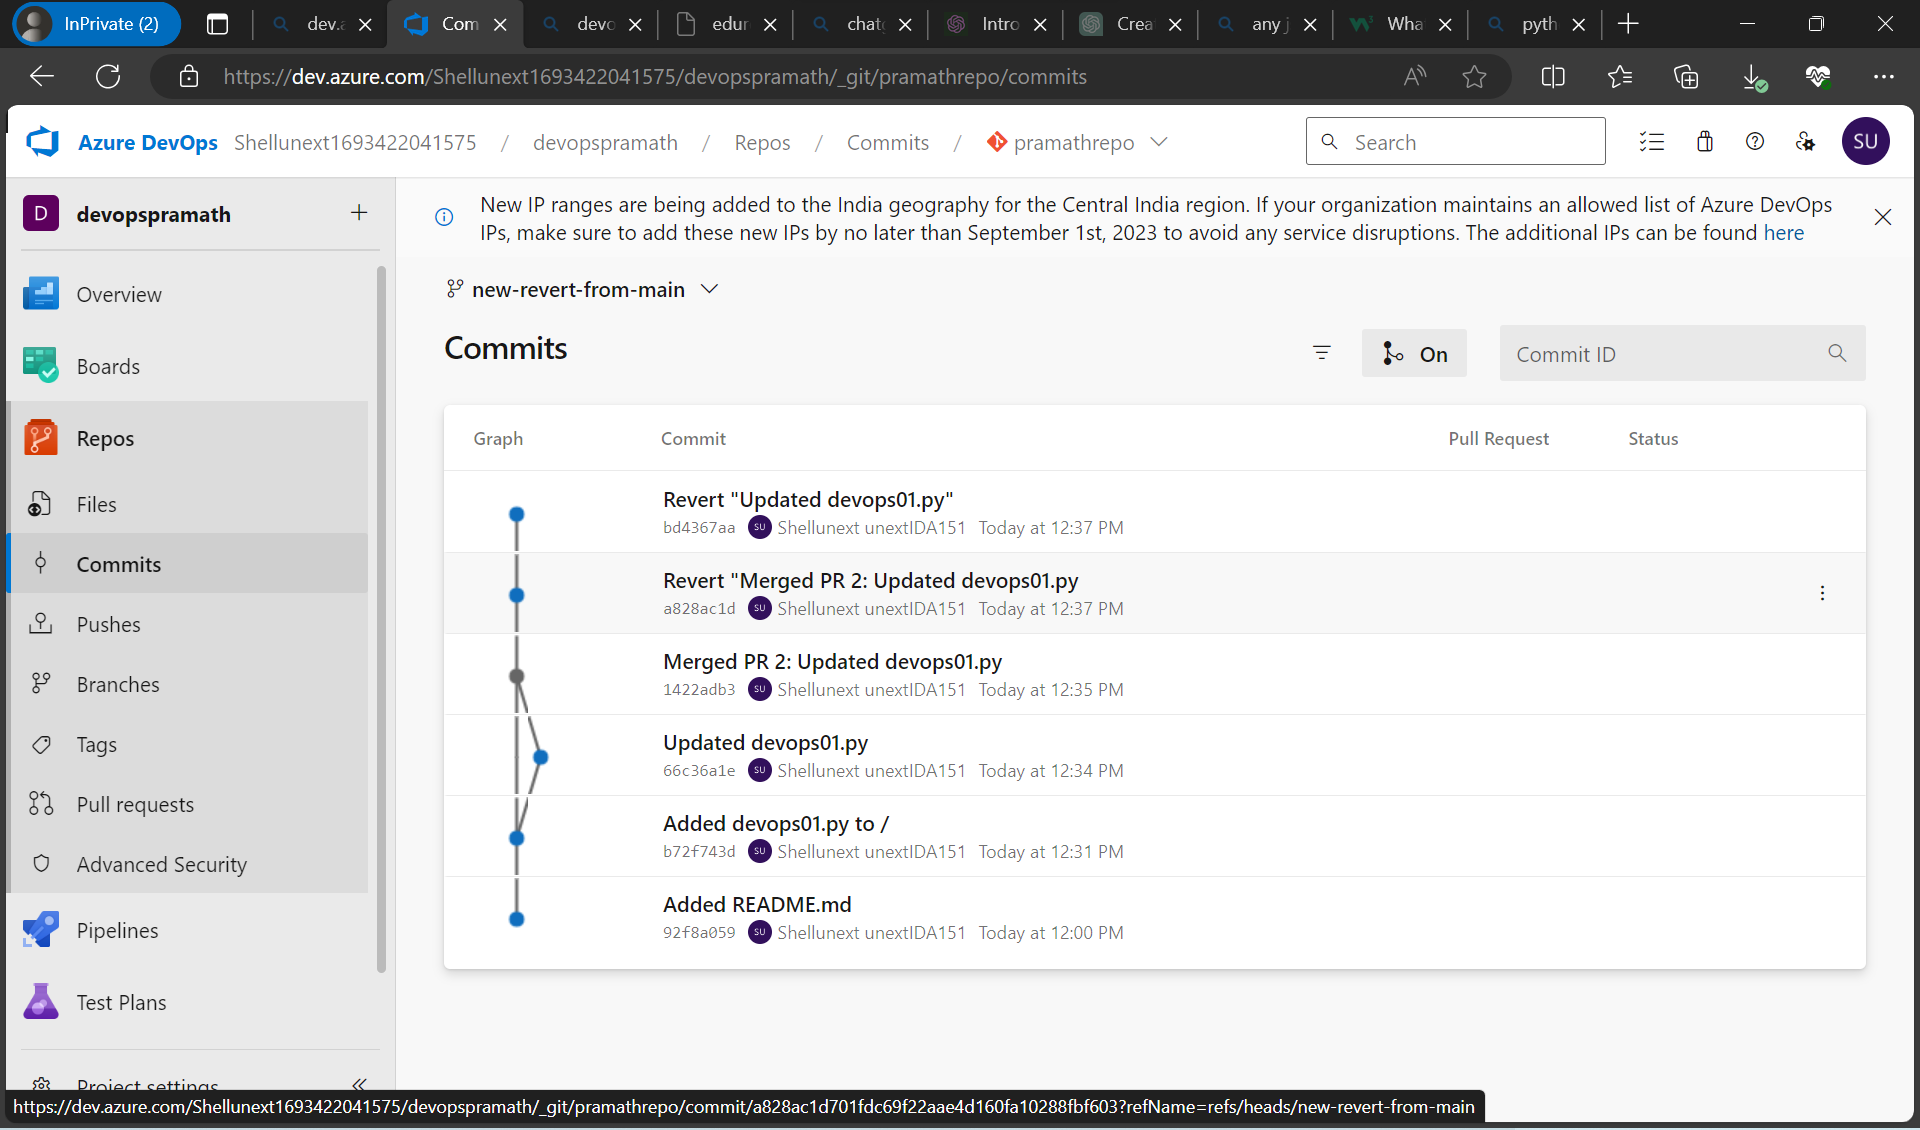 InPrivate (2)
dev.a
Com
devo
edur
chatg
Intro
Crea
any j
Wha
pyth
https://dev.azure.com/Shellunext1693422041575/devopspramath/_git/pramathrepo/commits
Azure DevOps Shellunext1693422041575 / devopspramath / Repos / Commits / pramathrepo
Search
SU
D devopspramath
Overview
Boards
Repos
Files
Commits
Pushes
Branches
Tags
Pull requests
Advanced Security
Pipelines
Test Plans
Project settings
New IP ranges are being added to the India geography for the Central India region. If your organization maintains an allowed list of Azure DevOps
IPs, make sure to add these new IPs by no later than September 1st, 2023 to avoid any service disruptions. The additional IPs can be found here
new-revert-from-main
Commits
On
Commit ID
Graph Commit Pull Request Status
Revert "Updated devops01.py"
bd4367aa SU Shellunext unextIDA151 Today at 12:37 PM
Revert "Merged PR 2: Updated devops01.py
a828ac1d SU Shellunext unextIDA151 Today at 12:37 PM
Merged PR 2: Updated devops01.py
1422adb3 SU Shellunext unextIDA151 Today at 12:35 PM
Updated devops01.py
66c36a1e SU Shellunext unextIDA151 Today at 12:34 PM
Added devops01.py to /
b72f743d SU Shellunext unextIDA151 Today at 12:31 PM
Added README.md
92f8a059 SU Shellunext unextIDA151 Today at 12:00 PM
https://dev.azure.com/Shellunext1693422041575/devopspramath/_git/pramathrepo/commit/a828ac1d701fdc69f22aae4d160fa10288fbf603?refName=refs/heads/new-revert-from-main